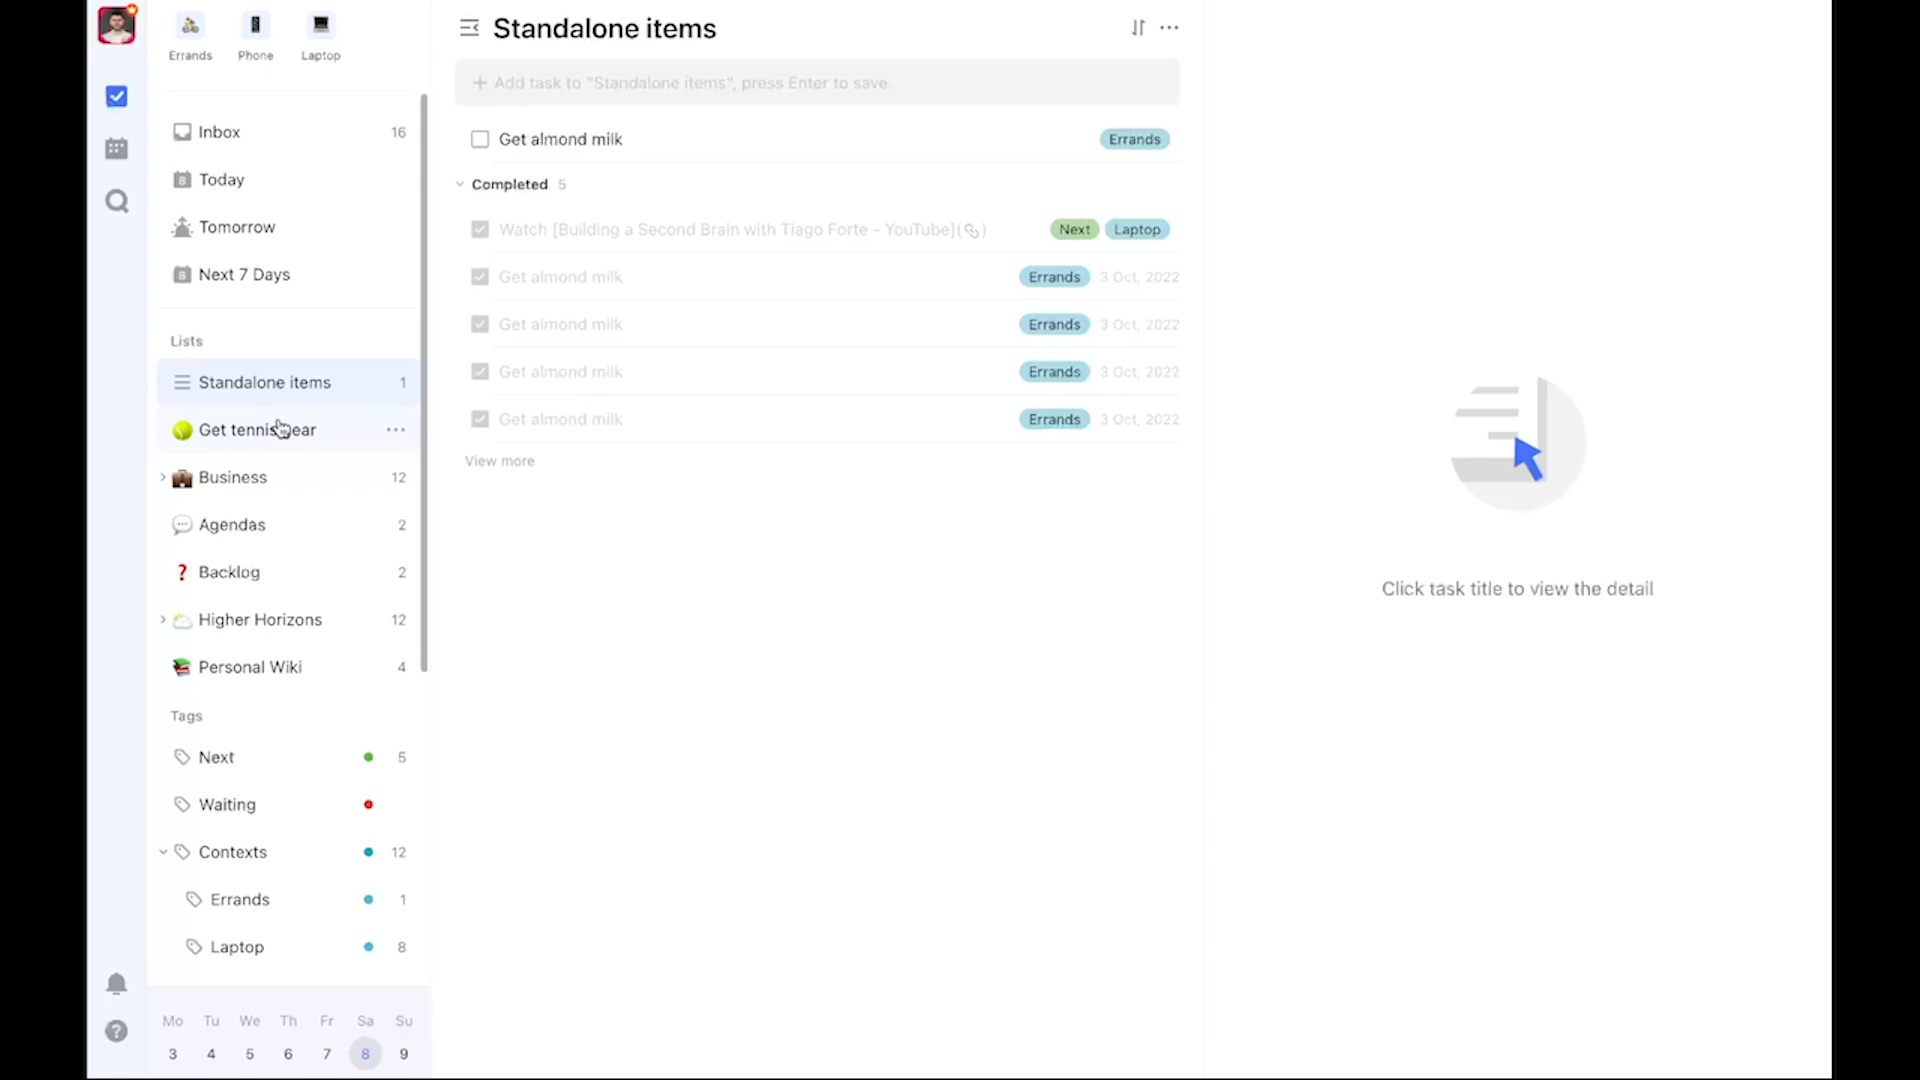 Errands
Phone
Laptop
Inbox 16
Today
Tomorrow
Next 7 Days
Lists
Standalone items 1
Get tennis ear
Business 12
Agendas 2
Backlog 2
Higher Horizons 12
Personal Wiki 4
Tags
Next 5
Waiting
Contexts 12
Errands 1
Laptop 8
Mo Tu We Th Fr Sa Su
3 4 5 6 7 8 9
Standalone items
Add task to "Standalone items", press Enter to save.
Get almond milk Errands
Completed 5
Watch [Building a Second Brain with Tiago Forte - YouTube]( ) Next Laptop
Get almond milk Errands 3 Oct, 2022
Get almond milk Errands 3 Oct, 2022
Get almond milk Errands 3 Oct, 2022
Get almond milk Errands 3 Oct, 2022
View more
Click task title to view the detail